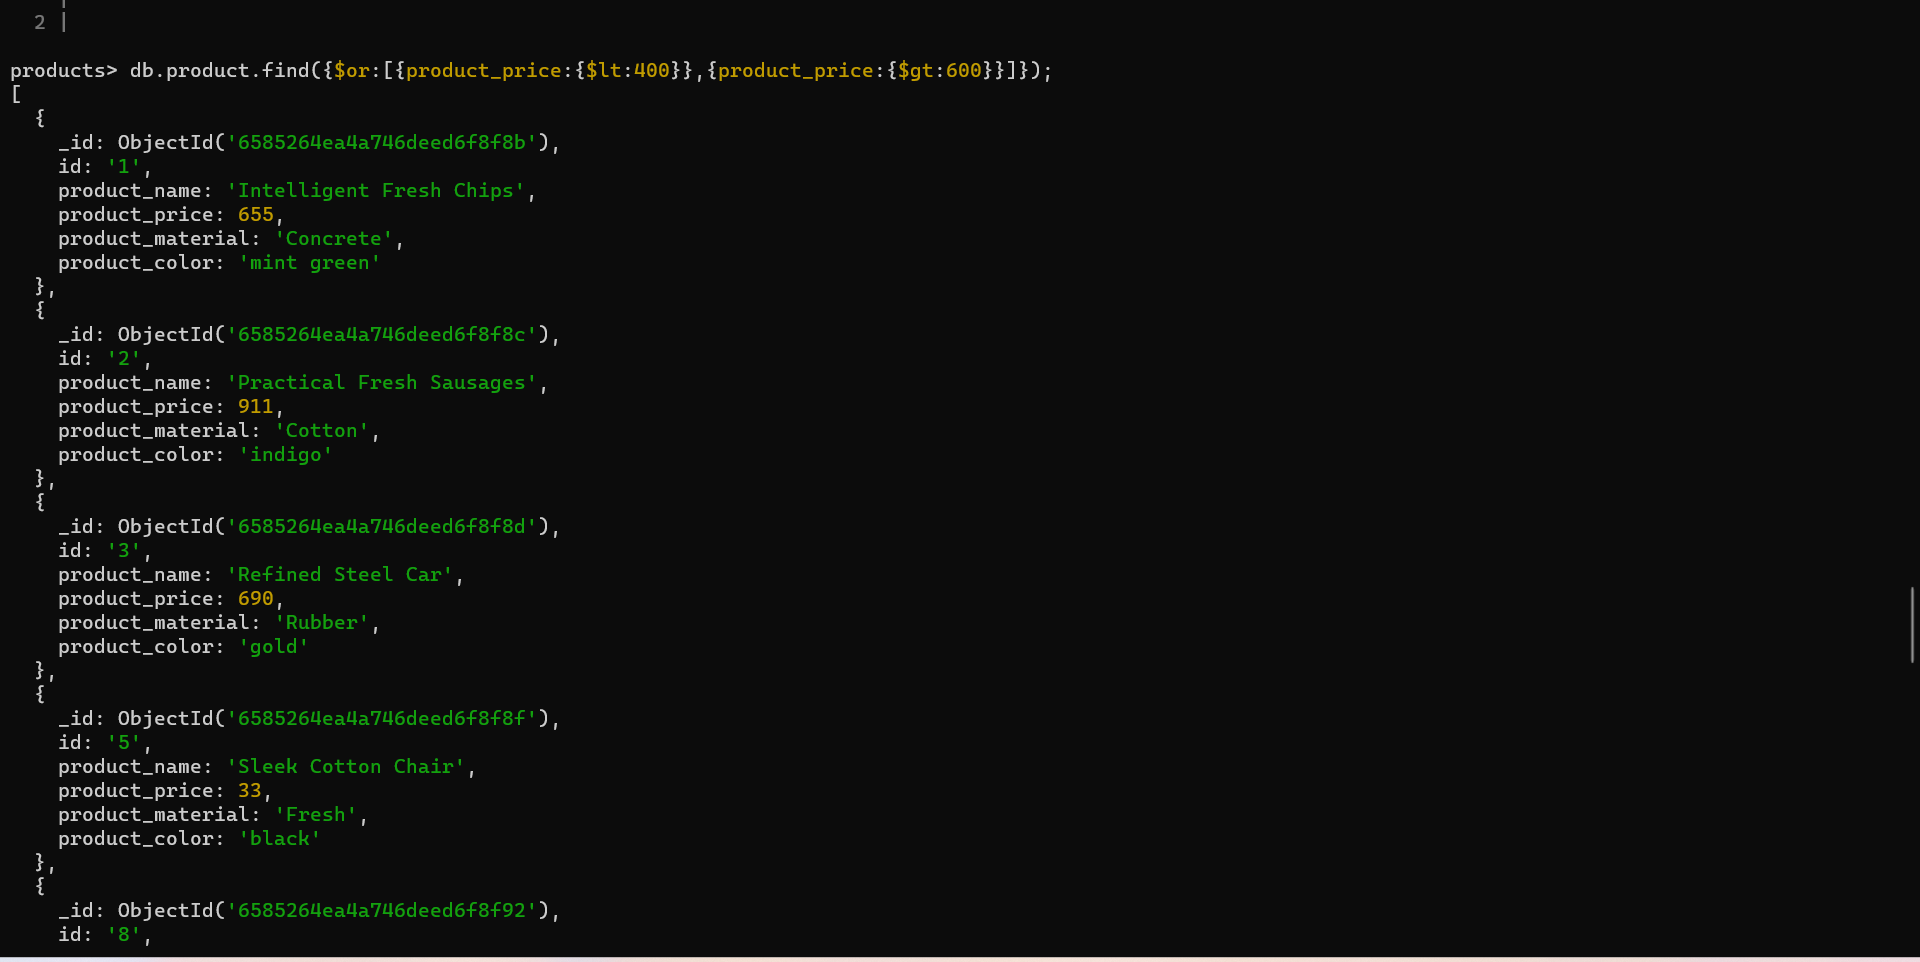 2 |
products> db.product.find({$or:[{product_price:{$lt:400}},{product_price:{$gt:600}}]});
[
  {
    _id: ObjectId('6585264ea4a746deed6f8f8b'),
    id: '1',
    product_name: 'Intelligent Fresh Chips',
    product_price: 655,
    product_material: 'Concrete',
    product_color: 'mint green'
  },
  {
    _id: ObjectId('6585264ea4a746deed6f8f8c'),
    id: '2',
    product_name: 'Practical Fresh Sausages',
    product_price: 911,
    product_material: 'Cotton',
    product_color: 'indigo'
  },
  {
    _id: ObjectId('6585264ea4a746deed6f8f8d'),
    id: '3',
    product_name: 'Refined Steel Car',
    product_price: 690,
    product_material: 'Rubber',
    product_color: 'gold'
  },
  {
    _id: ObjectId('6585264ea4a746deed6f8f8f'),
    id: '5',
    product_name: 'Sleek Cotton Chair',
    product_price: 33,
    product_material: 'Fresh',
    product_color: 'black'
  },
  {
    _id: ObjectId('6585264ea4a746deed6f8f92'),
    id: '8',